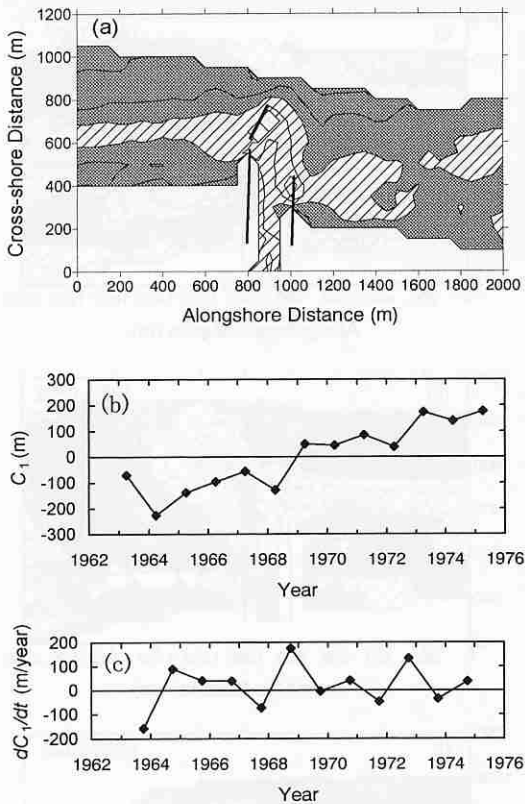 (a)
Cross-shore Distance (m)
1200
1000
800
600
400
200
0
0 200 400 600 800 1000 1200 1400 1600 1800 2000
Alongshore Distance (m)
(b)
C₁ (m)
300
200
100
0
-100
-200
-300
1962 1964 1966 1968 1970 1972 1974 1976
Year
(c)
dC₁/dt (m/year)
200
100
0
-100
-200
1962 1964 1966 1968 1970 1972 1974 1976
Year